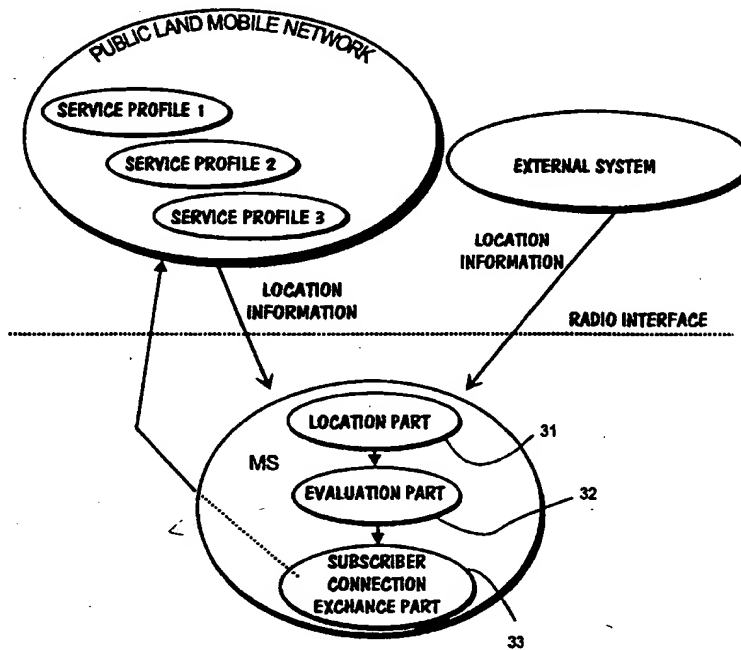 PUBLIC LAND MOBILE NETWORK
SERVICE PROFILE 1
SERVICE PROFILE 2
SERVICE PROFILE 3
EXTERNAL SYSTEM
LOCATION
INFORMATION
LOCATION
INFORMATION
RADIO INTERFACE
LOCATION PART
31
MS
EVALUATION PART
32
SUBSCRIBER
CONNECTION
EXCHANGE PART
33